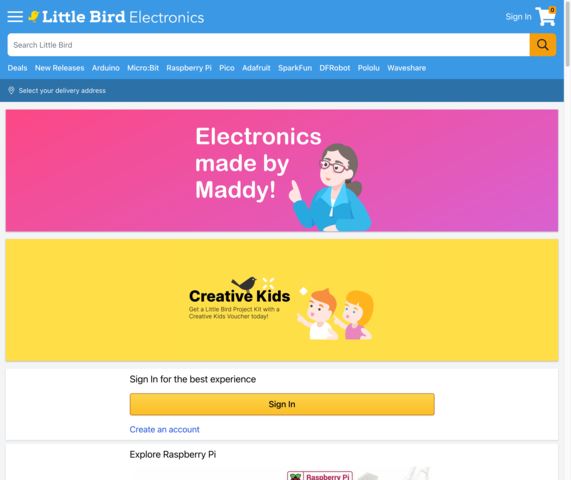 Little Bird Electronics
Sign In
0
Search Little Bird
Deals New Releases Arduino Micro:Bit Raspberry Pi Pico Adafruit SparkFun DFRobot Pololu Waveshare
Select your delivery address
Electronics
made by
Maddy!
Creative Kids
Get a Little Bird Project Kit with a
Creative Kids Voucher today!
Sign In for the best experience
Sign In
Create an account
Explore Raspberry Pi
Raspberry Pi